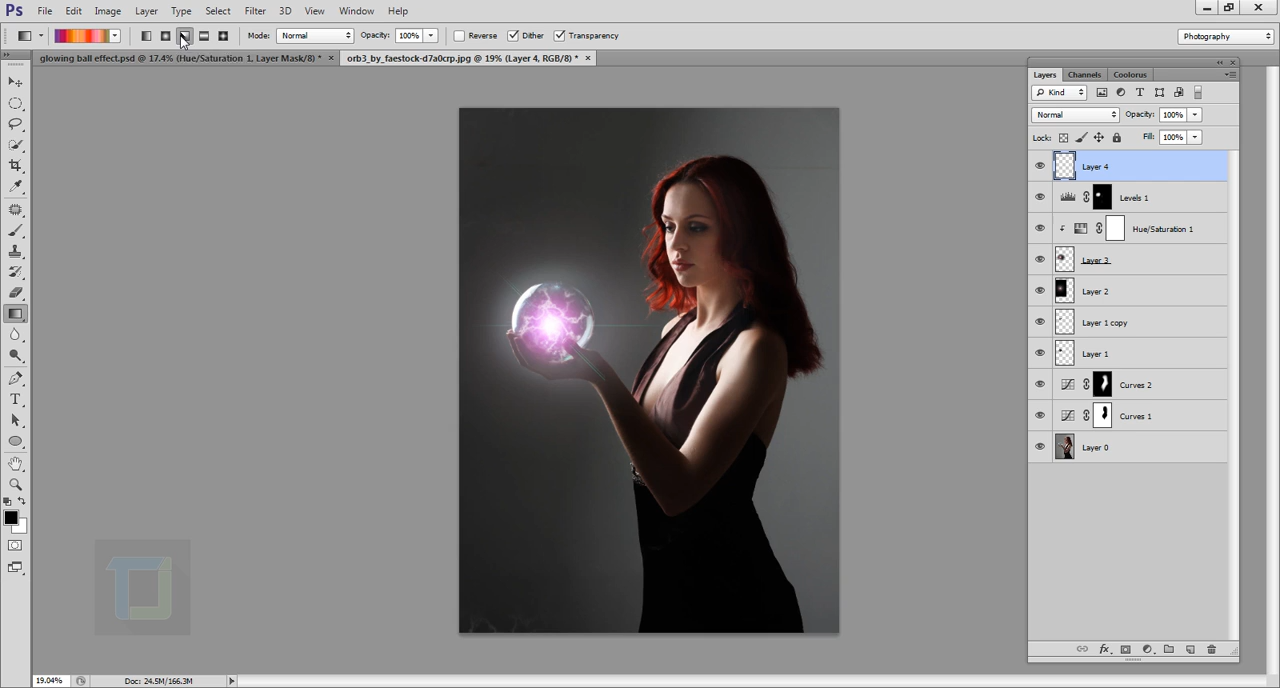 Ps File Edit Image Layer Type Select Filter 3D View Window Help
Mode: Normal Opacity: 100% Reverse Dither Transparency Photography
glowing ball effect.psd @ 17.4% (Hue/Saturation 1, Layer Mask/8) * × orb3_by_faestock-d7a0crp.jpg @ 19% (Layer 4, RGB/8) * ×
Layers Channels Coolorus
Kind
Normal Opacity: 100%
Lock: Fill: 100%
Layer 4
Levels 1
Hue/Saturation 1
Layer 3
Layer 2
Layer 1 copy
Layer 1
Curves 2
Curves 1
Layer 0
fx
19.04% Doc: 24.5M/166.3M